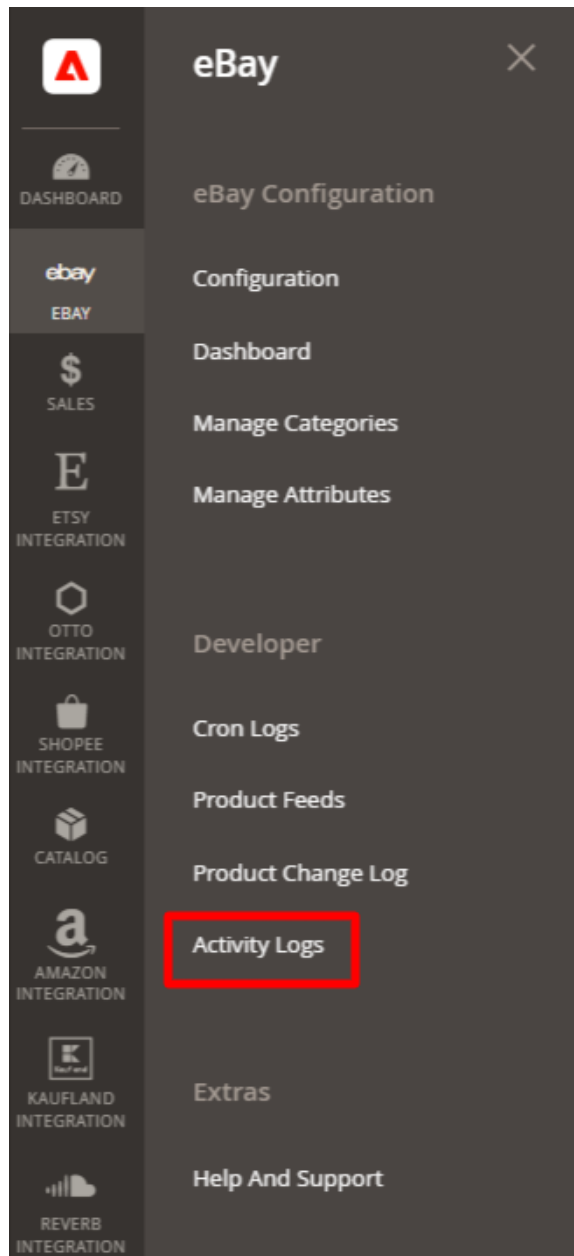 DASHBOARD
ebay
EBAY
$
SALES
E
ETSY
INTEGRATION
OTTO
INTEGRATION
SHOPEE
INTEGRATION
CATALOG
a
AMAZON
INTEGRATION
K
Kaufland
KAUFLAND
INTEGRATION
REVERB
INTEGRATION
eBay
eBay Configuration
Configuration
Dashboard
Manage Categories
Manage Attributes
Developer
Cron Logs
Product Feeds
Product Change Log
Activity Logs
Extras
Help And Support